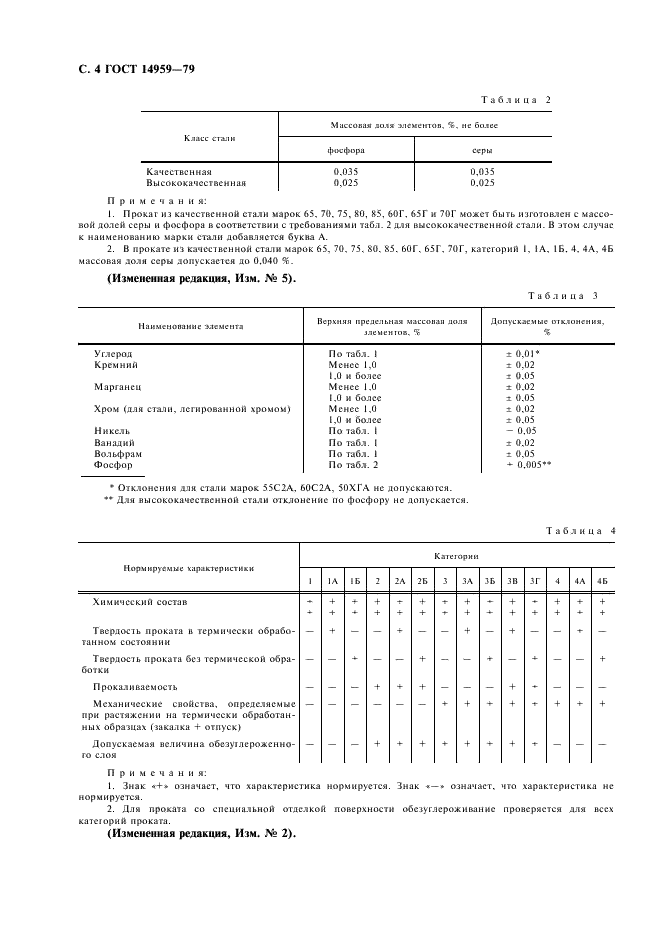 С. 4 ГОСТ 14959—79
Таблица 2
Класс стали
Массовая доля элементов, %, не более
фосфора
серы
Качественная 0,035 0,035
Высококачественная 0,025 0,025
Примечания:
1. Прокат из качественной стали марок 65, 70, 75, 80, 85, 60Г, 65Г и 70Г может быть изготовлен с массо-
вой долей серы и фосфора в соответствии с требованиями табл. 2 для высококачественной стали. В этом случае
к наименованию марки стали добавляется буква А.
2. В прокате из качественной стали марок 65, 70, 75, 80, 85, 60Г, 65Г, 70Г, категорий 1, 1А, 1Б, 4, 4А, 4Б
массовая доля серы допускается до 0,040 %.
(Измененная редакция, Изм. № 5).
Таблица 3
Наименование элемента
Верхняя предельная массовая доля
элементов, %
Допускаемые отклонения,
%
Углерод По табл. 1 ± 0,01*
Кремний Менее 1,0 ± 0,02
1,0 и более ± 0,05
Марганец Менее 1,0 ± 0,02
1,0 и более ± 0,05
Хром (для стали, легированной хромом) Менее 1,0 ± 0,02
1,0 и более ± 0,05
Никель По табл. 1 − 0,05
Ванадий По табл. 1 ± 0,02
Вольфрам По табл. 1 ± 0,05
Фосфор По табл. 2 + 0,005**
* Отклонения для стали марок 55С2А, 60С2А, 50ХГА не допускаются.
** Для высококачественной стали отклонение по фосфору не допускается.
Таблица 4
Нормируемые характеристики
Категории
1 1А 1Б 2 2А 2Б 3 3А 3Б 3В 3Г 4 4А 4Б
Химический состав + + + + + + + + + + + + + +
+ + + + + + + + + + + + + +
Твердость проката в термически обрабо- — + — — + — — + — + — — + —
танном состоянии
Твердость проката без термической обра- — — + — — + — — + — + — — +
ботки
Прокаливаемость — — — + + + — — — + + — — —
Механические свойства, определяемые — — — — — — + + + + + + + +
при растяжении на термически обработан-
ных образцах (закалка + отпуск)
Допускаемая величина обезуглероженно- — — — + + + + + + + + — — —
го слоя
Примечания:
1. Знак «+» означает, что характеристика нормируется. Знак «—» означает, что характеристика не
нормируется.
2. Для проката со специальной отделкой поверхности обезуглероживание проверяется для всех
категорий проката.
(Измененная редакция, Изм. № 2).